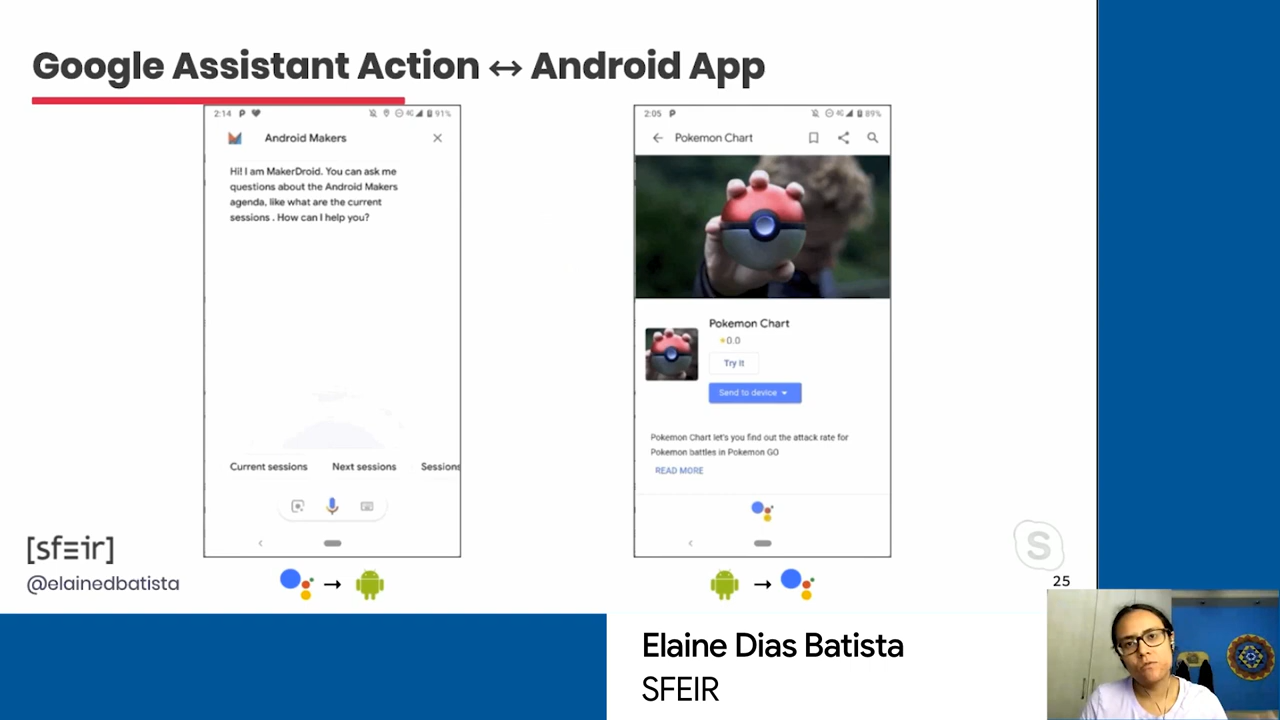 Google Assistant Action ↔ Android App
2:14
4G
91%
Android Makers
Hi! I am MakerDroid. You can ask me
questions about the Android Makers
agenda, like what are the current
sessions . How can I help you?
Current sessions
Next sessions
Sessions
2:05
4G
89%
Pokemon Chart
Pokemon Chart
0.0
Try it
Send to device
Pokemon Chart let's you find out the attack rate for
Pokemon battles in Pokemon GO
READ MORE
[sfeir]
@elainedbatista
S
25
Elaine Dias Batista
SFEIR